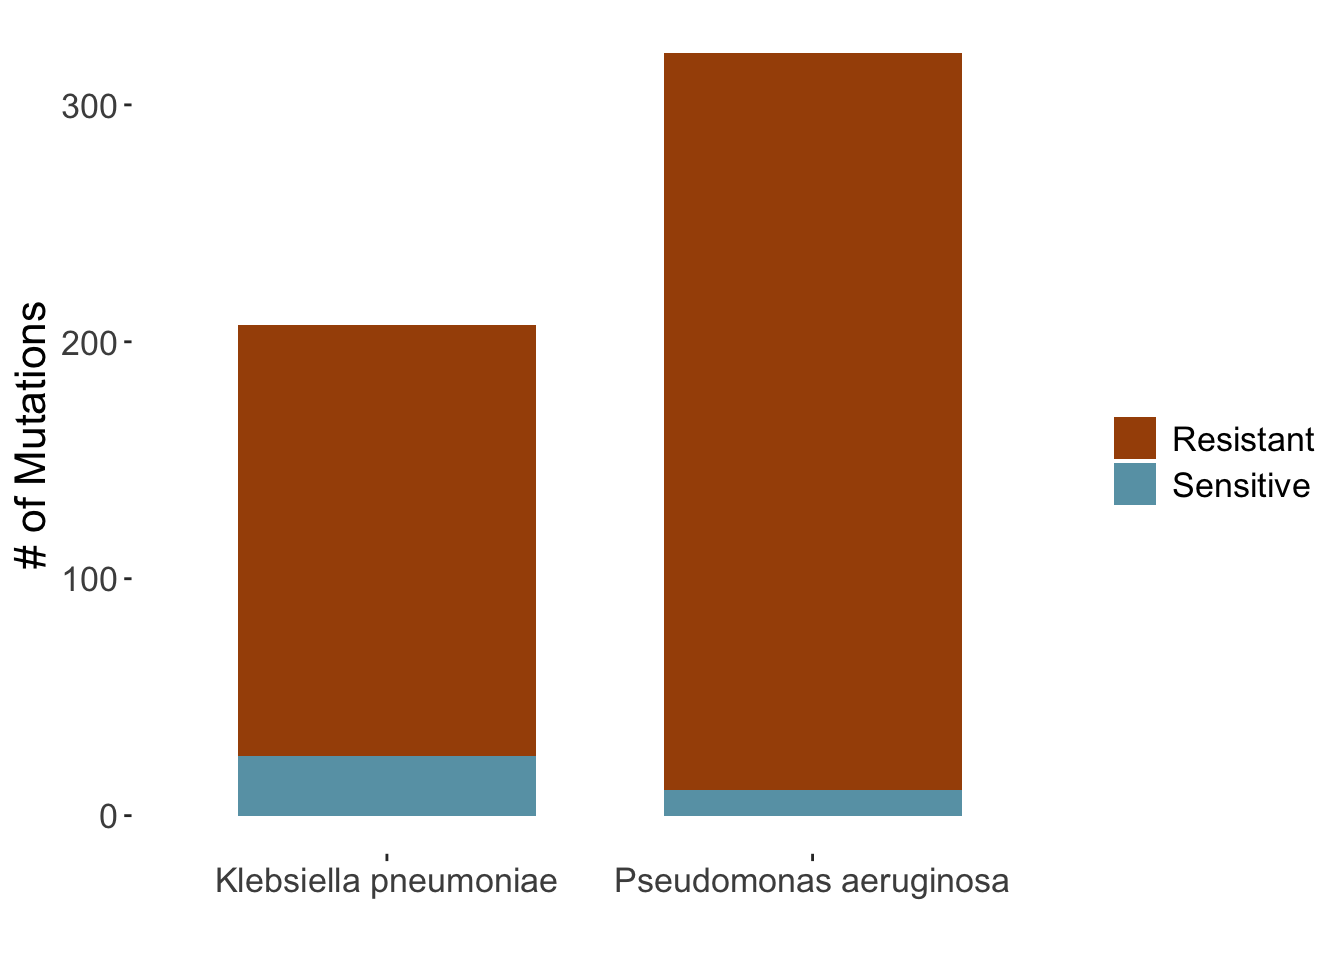 # of Mutations
300
200
100
0
Klebsiella pneumoniae
Pseudomonas aeruginosa
Resistant
Sensitive